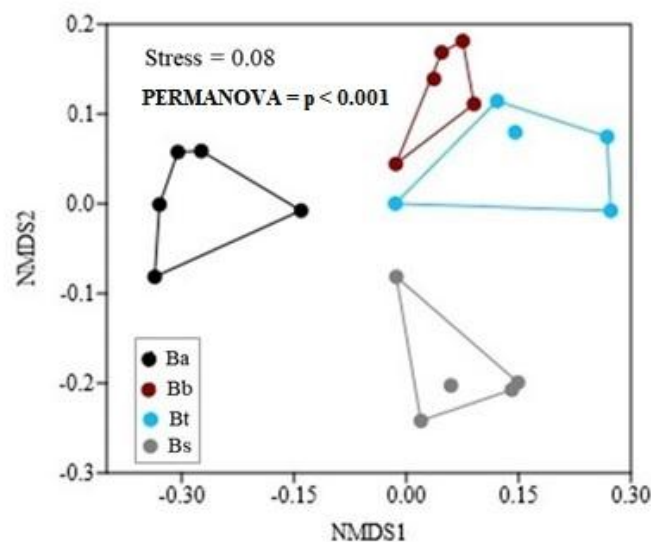 Stress = 0.08
PERMANOVA = p < 0.001
NMDS2
0.2
0.1
0.0
-0.1
-0.2
-0.3
Ba
Bb
Bt
Bs
-0.30 -0.15 0.00 0.15 0.30
NMDS1